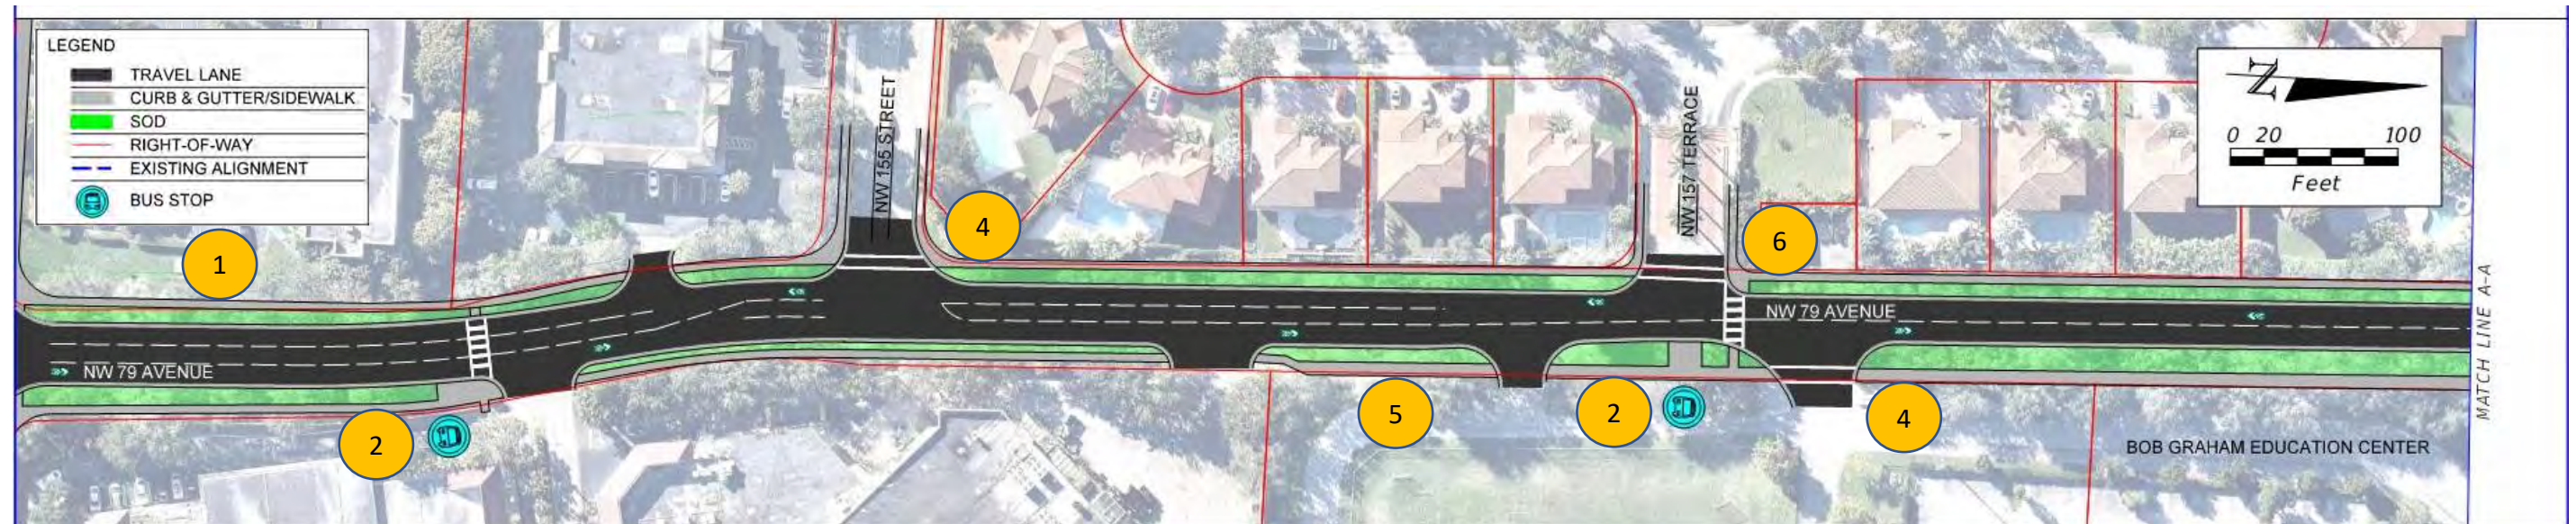 LEGEND
TRAVEL LANE
CURB & GUTTER/SIDEWALK
SOD
RIGHT-OF-WAY
EXISTING ALIGNMENT
BUS STOP
1
NW 155 STREET
4
NW 157 TERRACE
6
N
0 20 100
Feet
NW 79 AVENUE
NW 79 AVENUE
2
5
2
4
BOB GRAHAM EDUCATION CENTER
MATCH LINE A-A